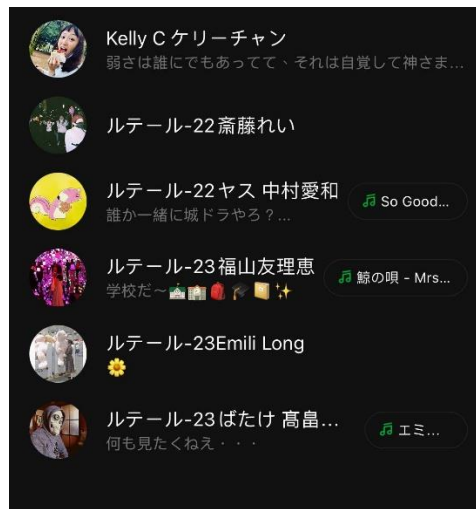 Kelly C ケリーチャン
弱さは誰にでもあってて、それは自覚して神さま...
ルテール-22斎藤れい
ルテール-22ヤス 中村愛和
So Good...
誰か一緒に城ドラやろ？...
ルテール-23福山友理恵
鯨の唄 - Mrs...
学校だ〜🏫🏫🎒🎓📔✨
ルテール-23Emili Long
🌼
ルテール-23ばたけ 髙畠...
エミ...
何も見たくねえ・・・